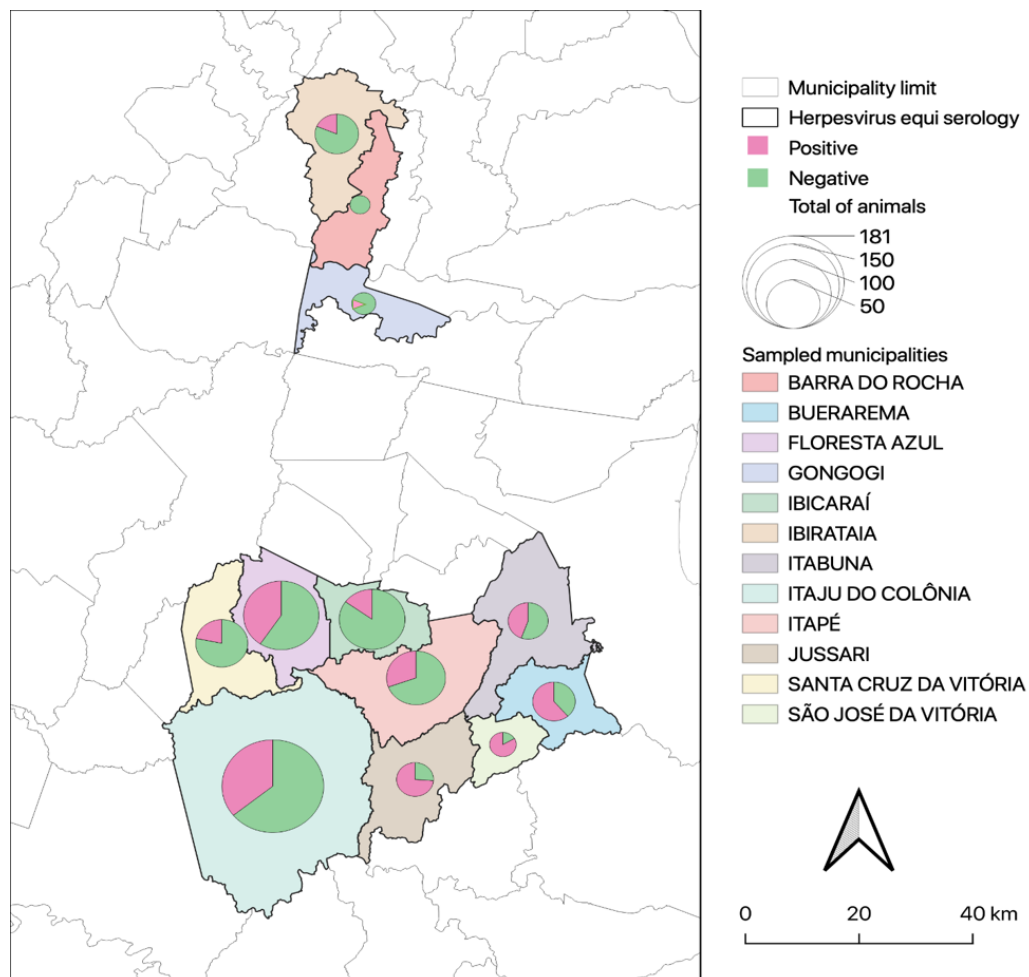 Municipality limit
Herpesvirus equi serology
Positive
Negative
Total of animals
181
150
100
50
Sampled municipalities
BARRA DO ROCHA
BUERAREMA
FLORESTA AZUL
GONGOGI
IBICARAÍ
IBIRATAIA
ITABUNA
ITAJU DO COLÔNIA
ITAPÉ
JUSSARI
SANTA CRUZ DA VITÓRIA
SÃO JOSÉ DA VITÓRIA
0 20 40 km